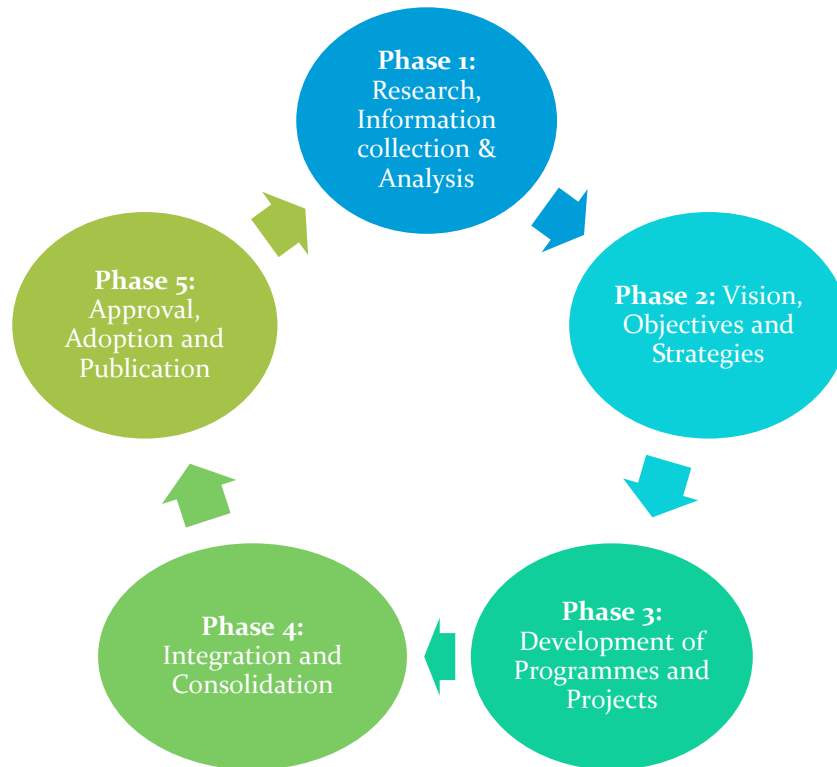 Phase 1:
Research,
Information
collection &
Analysis
Phase 2: Vision,
Objectives and
Strategies
Phase 3:
Development of
Programmes and
Projects
Phase 4:
Integration and
Consolidation
Phase 5:
Approval,
Adoption and
Publication